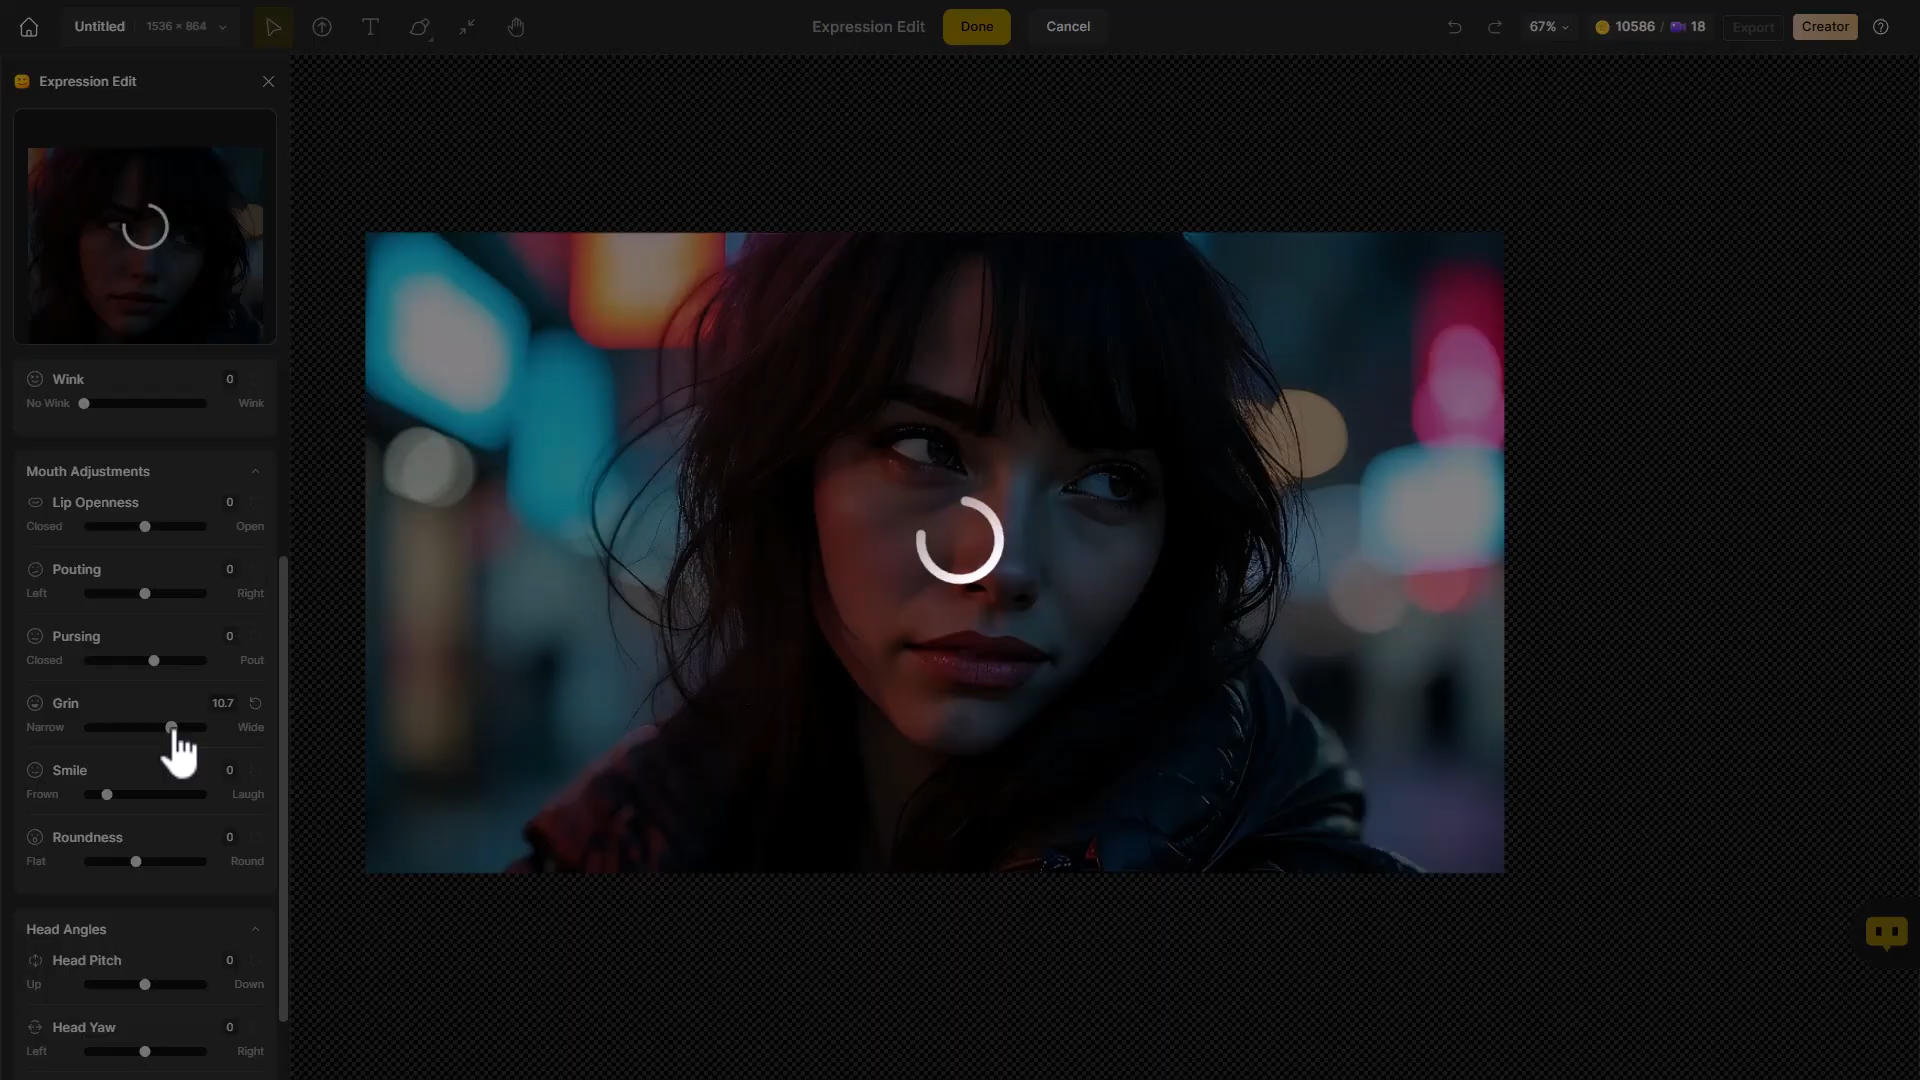 Untitled 1536 × 864 Expression Edit Done Cancel 67% 10586 / 18 Export Creator
Expression Edit
Wink 0
No Wink Wink
Mouth Adjustments
Lip Openness 0
Closed Open
Pouting 0
Left Right
Pursing 0
Closed Pout
Grin 10.7
Narrow Wide
Smile 0
Frown Laugh
Roundness 0
Flat Round
Head Angles
Head Pitch 0
Up Down
Head Yaw 0
Left Right